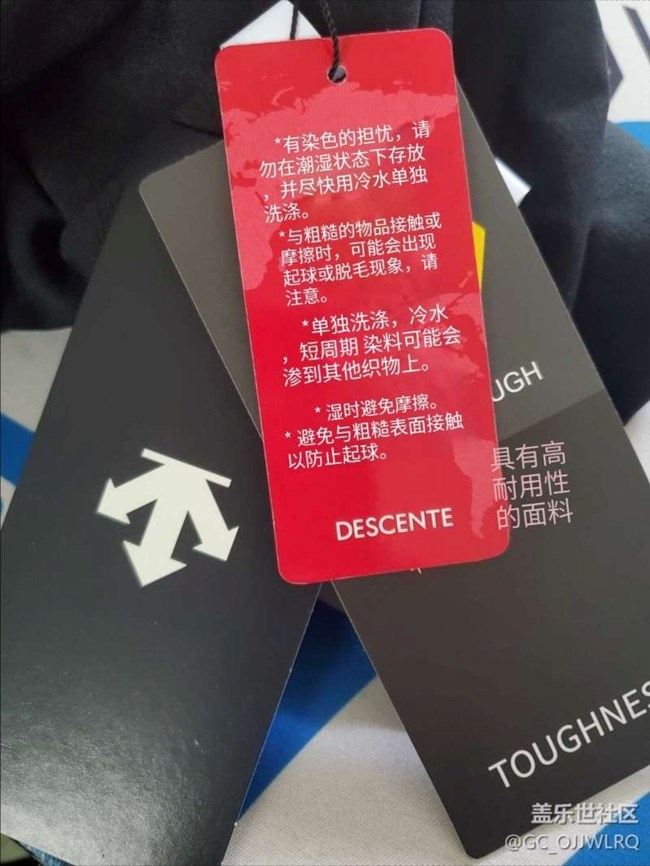 *有染色的担忧，请
勿在潮湿状态下存放
，并尽快用冷水单独
洗涤。
*与粗糙的物品接触或
摩擦时，可能会出现
起球或脱毛现象，请
注意。
*单独洗涤，冷水
，短周期 染料可能会
渗到其他织物上。
*湿时避免摩擦。
*避免与粗糙表面接触
以防止起球。
DESCENTE
UGH
具有高
耐用性
的面料
TOUGHNES
盖乐世社区
@GC_OJJWLRQ